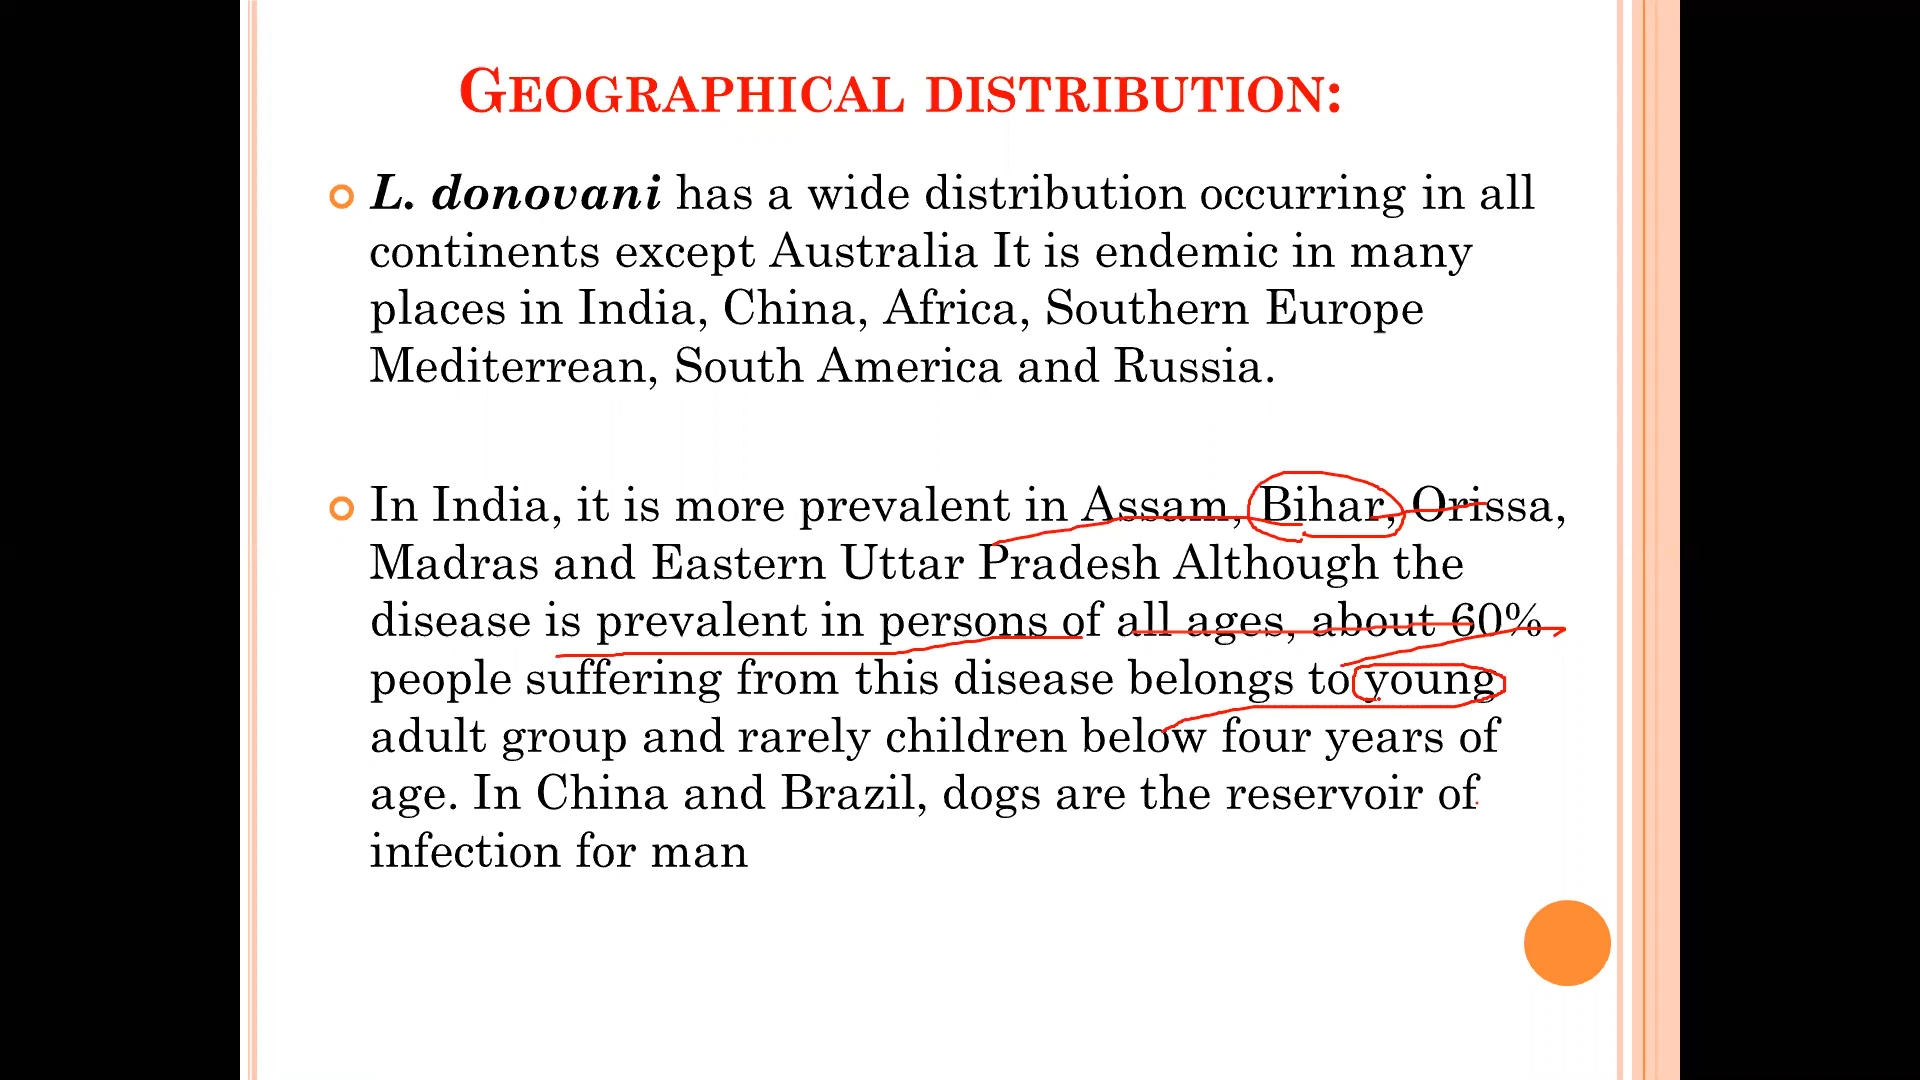 GEOGRAPHICAL DISTRIBUTION:
L. donovani has a wide distribution occurring in all
continents except Australia It is endemic in many
places in India, China, Africa, Southern Europe
Mediterrean, South America and Russia.
In India, it is more prevalent in Assam, Bihar, Orissa,
Madras and Eastern Uttar Pradesh Although the
disease is prevalent in persons of all ages, about 60%
people suffering from this disease belongs to young
adult group and rarely children below four years of
age. In China and Brazil, dogs are the reservoir of
infection for man